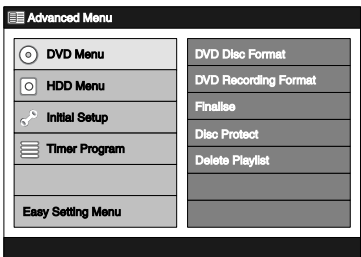 Advanced Menu
DVD Menu
HDD Menu
Initial Setup
Timer Program
Easy Setting Menu
DVD Disc Format
DVD Recording Format
Finalise
Disc Protect
Delete Playlist